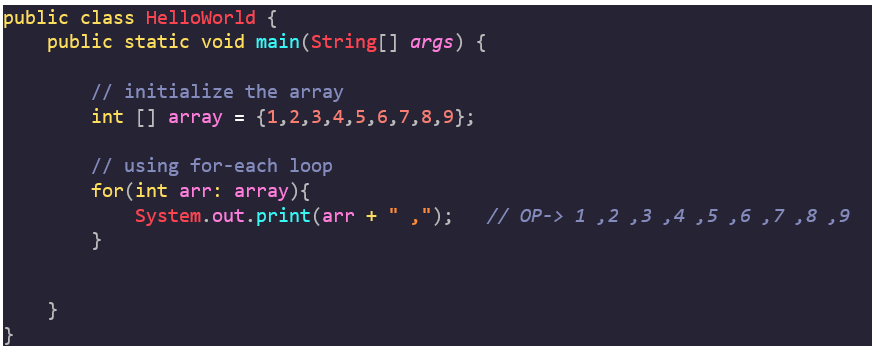 public class HelloWorld {
    public static void main(String[] args) {
        // initialize the array
        int [] array = {1,2,3,4,5,6,7,8,9};
        // using for-each loop
        for(int arr: array){
            System.out.print(arr + " ,");   // OP-> 1 ,2 ,3 ,4 ,5 ,6 ,7 ,8 ,9
        }
    }
}